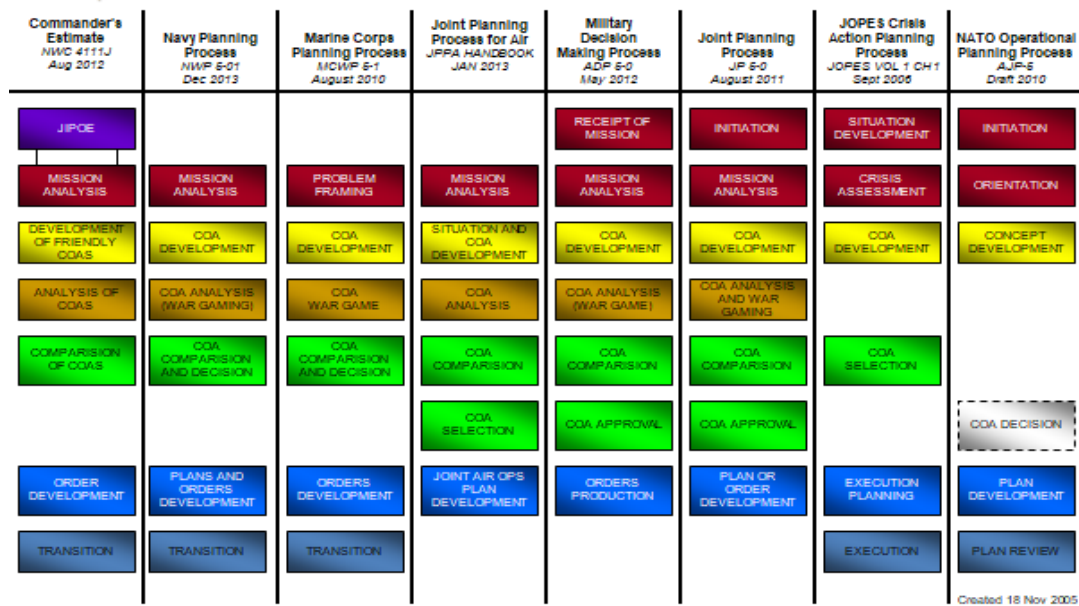 Commander's
Estimate
NWC 4111J
Aug 2012
Navy Planning
Process
NWP 5-01
Dec 2013
Marine Corps
Planning Process
MCWP 5-1
August 2010
Joint Planning
Process for Air
JPPA HANDBOOK
JAN 2013
Military
Decision
Making Process
ADP 5-0
May 2012
Joint Planning
Process
JP 5-0
August 2011
JOPES Crisis
Action Planning
Process
JOPES VOL 1 CH1
Sept 2006
NATO Operational
Planning Process
AJP-5
Draft 2010
JIPOE
RECEIPT OF
MISSION
INITIATION
SITUATION
DEVELOPMENT
INITIATION
MISSION
ANALYSIS
MISSION
ANALYSIS
PROBLEM
FRAMING
MISSION
ANALYSIS
MISSION
ANALYSIS
MISSION
ANALYSIS
CRISIS
ASSESSMENT
ORIENTATION
DEVELOPMENT
OF FRIENDLY
COAS
COA
DEVELOPMENT
COA
DEVELOPMENT
SITUATION AND
COA
DEVELOPMENT
COA
DEVELOPMENT
COA
DEVELOPMENT
COA
DEVELOPMENT
CONCEPT
DEVELOPMENT
ANALYSIS OF
COAS
COA ANALYSIS
(WAR GAMING)
COA
WAR GAME
COA
ANALYSIS
COA ANALYSIS
(WAR GAME)
COA ANALYSIS
AND WAR
GAMING
COMPARISION
OF COAS
COA
COMPARISION
AND DECISION
COA
COMPARISION
AND DECISION
COA
COMPARISION
COA
COMPARISION
COA
COMPARISION
COA
SELECTION
COA
SELECTION
COA APPROVAL
COA APPROVAL
COA DECISION
ORDER
DEVELOPMENT
PLANS AND
ORDERS
DEVELOPMENT
ORDERS
DEVELOPMENT
JOINT AIR OPS
PLAN
DEVELOPMENT
ORDERS
PRODUCTION
PLAN OR
ORDER
DEVELOPMENT
EXECUTION
PLANNING
PLAN
DEVELOPMENT
TRANSITION
TRANSITION
TRANSITION
EXECUTION
PLAN REVIEW
Created 18 Nov 2005